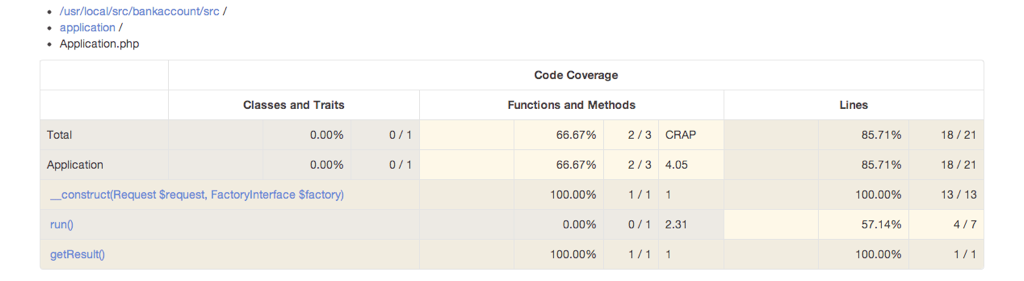 /usr/local/src/bankaccount/src /
application /
Application.php
Code Coverage
Classes and Traits Functions and Methods Lines
Total 0.00% 0 / 1 66.67% 2 / 3 CRAP 85.71% 18 / 21
Application 0.00% 0 / 1 66.67% 2 / 3 4.05 85.71% 18 / 21
__construct(Request $request, FactoryInterface $factory) 100.00% 1 / 1 1 100.00% 13 / 13
run() 0.00% 0 / 1 2.31 57.14% 4 / 7
getResult() 100.00% 1 / 1 1 100.00% 1 / 1